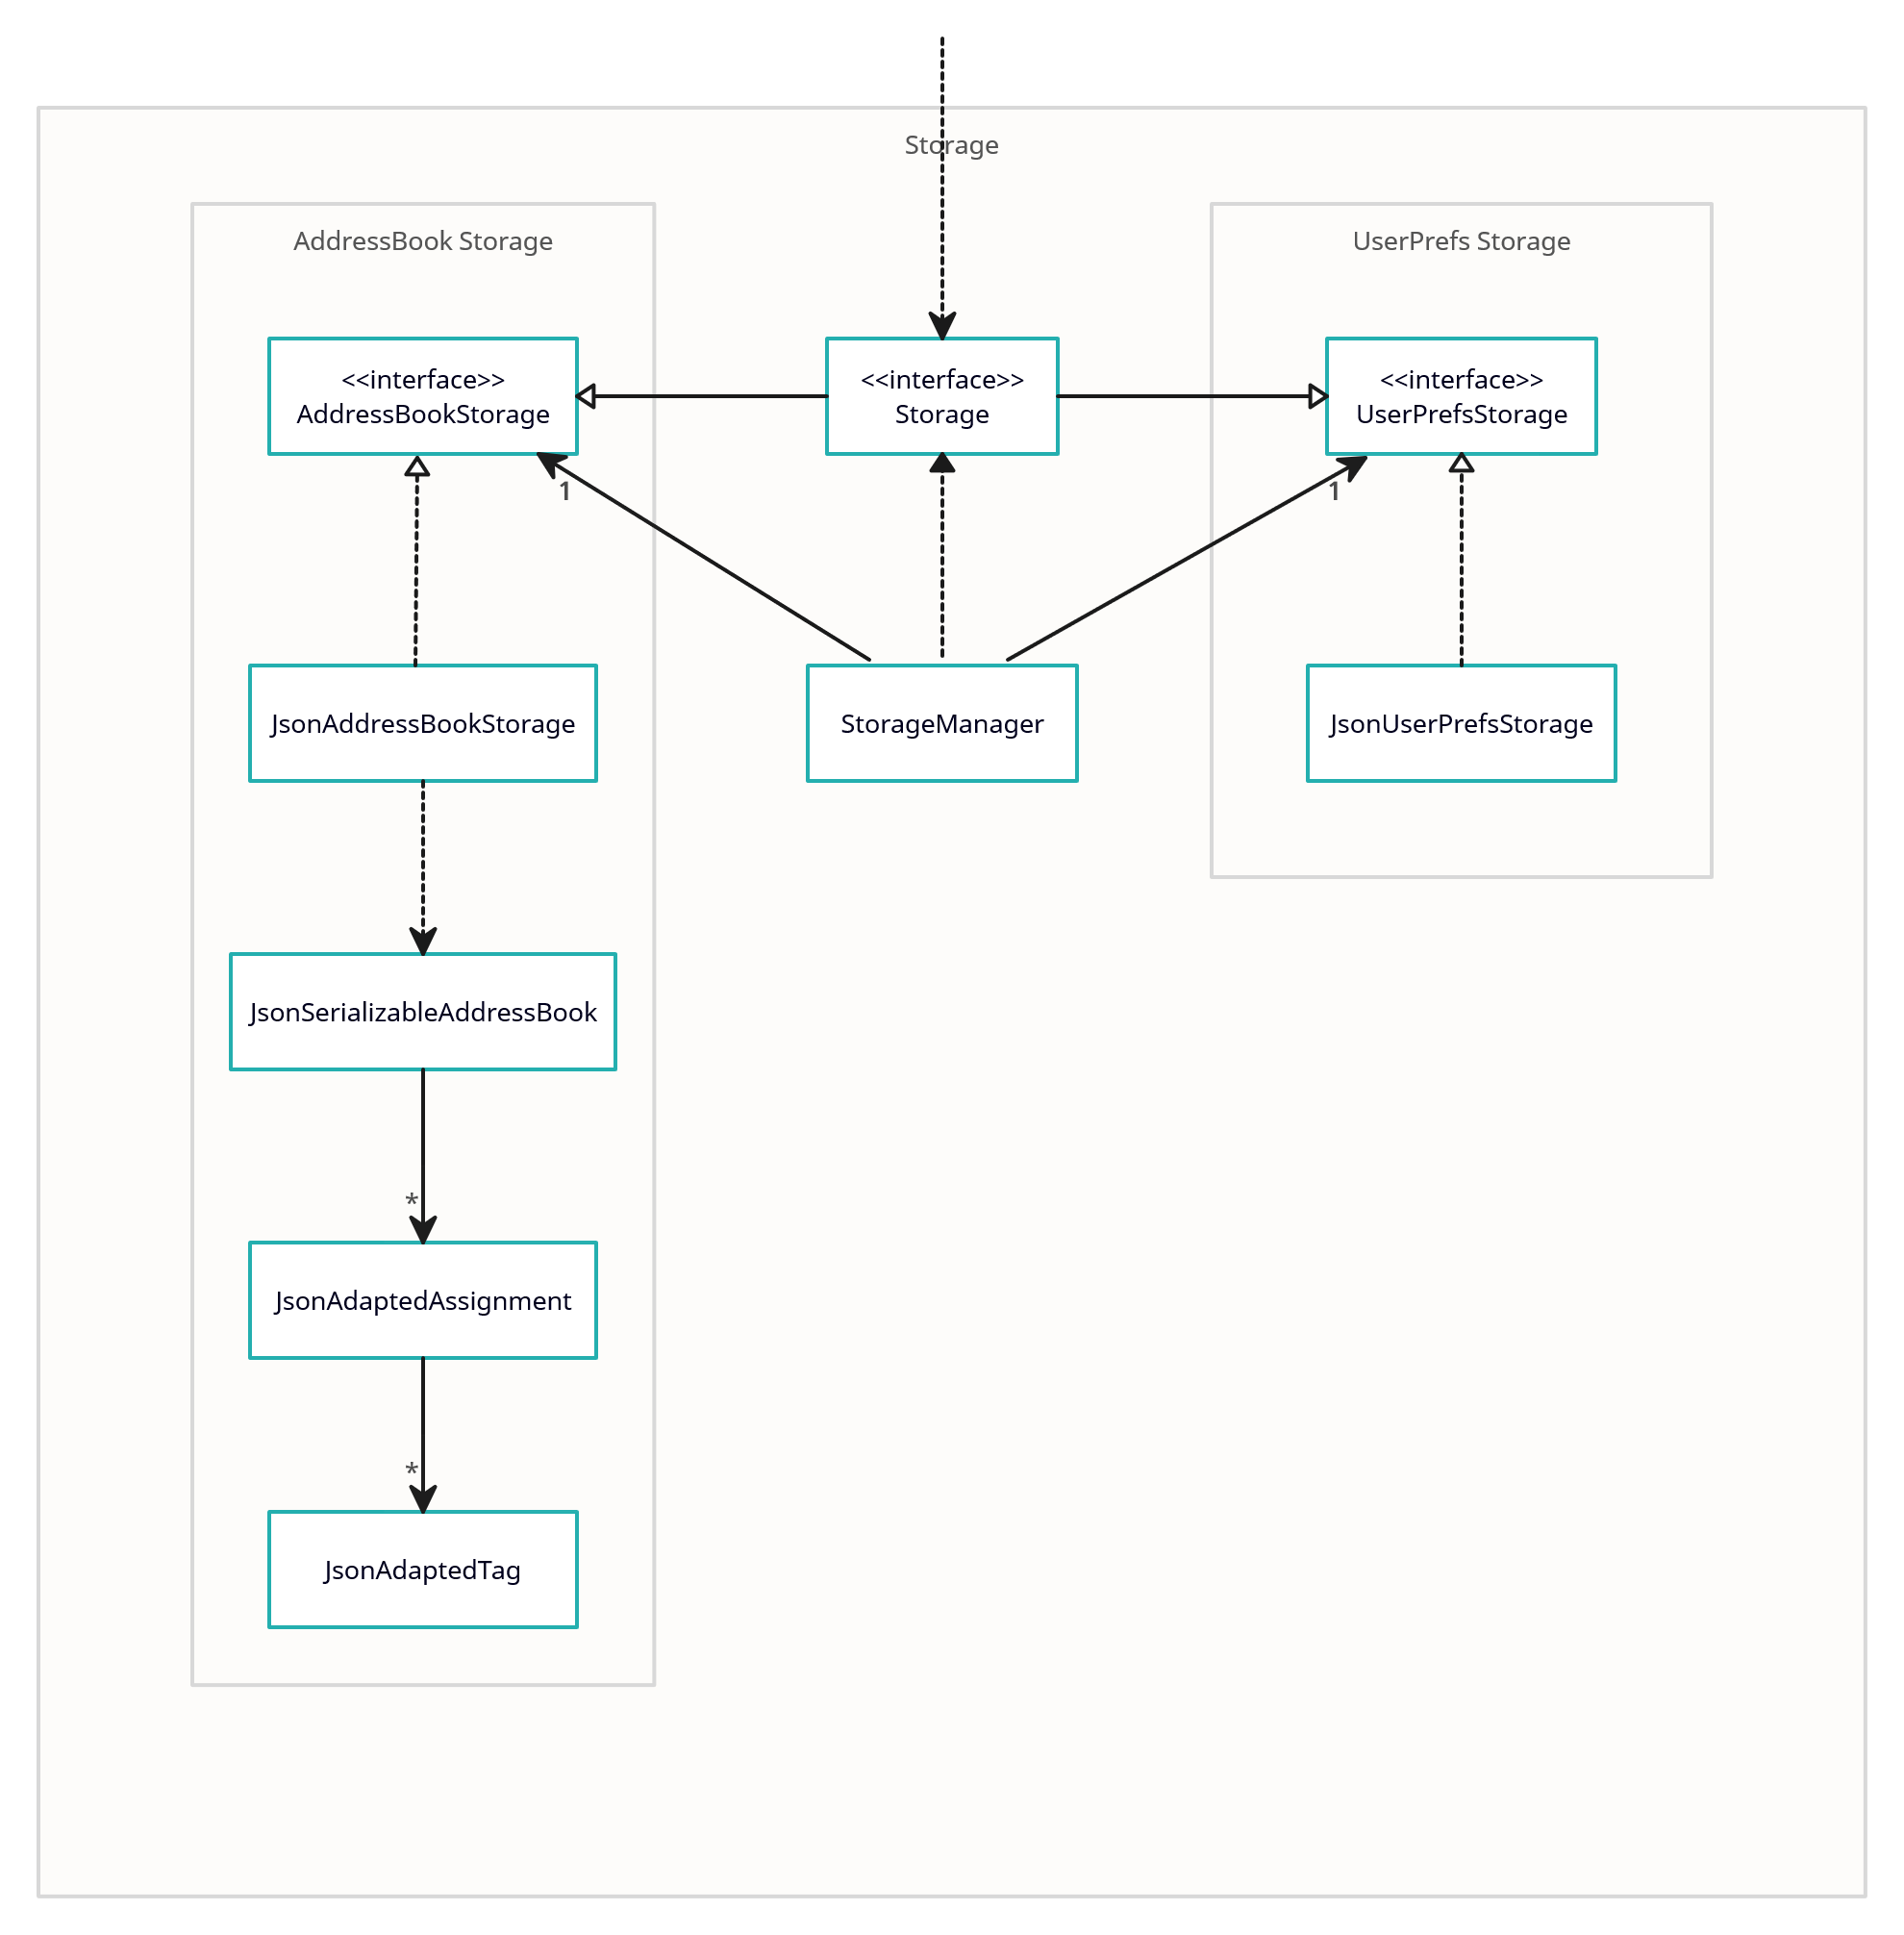 Storage
AddressBook Storage
UserPrefs Storage
<<interface>>
AddressBookStorage
<<interface>>
Storage
<<interface>>
UserPrefsStorage
1
1
JsonAddressBookStorage
StorageManager
JsonUserPrefsStorage
JsonSerializableAddressBook
*
JsonAdaptedAssignment
*
JsonAdaptedTag